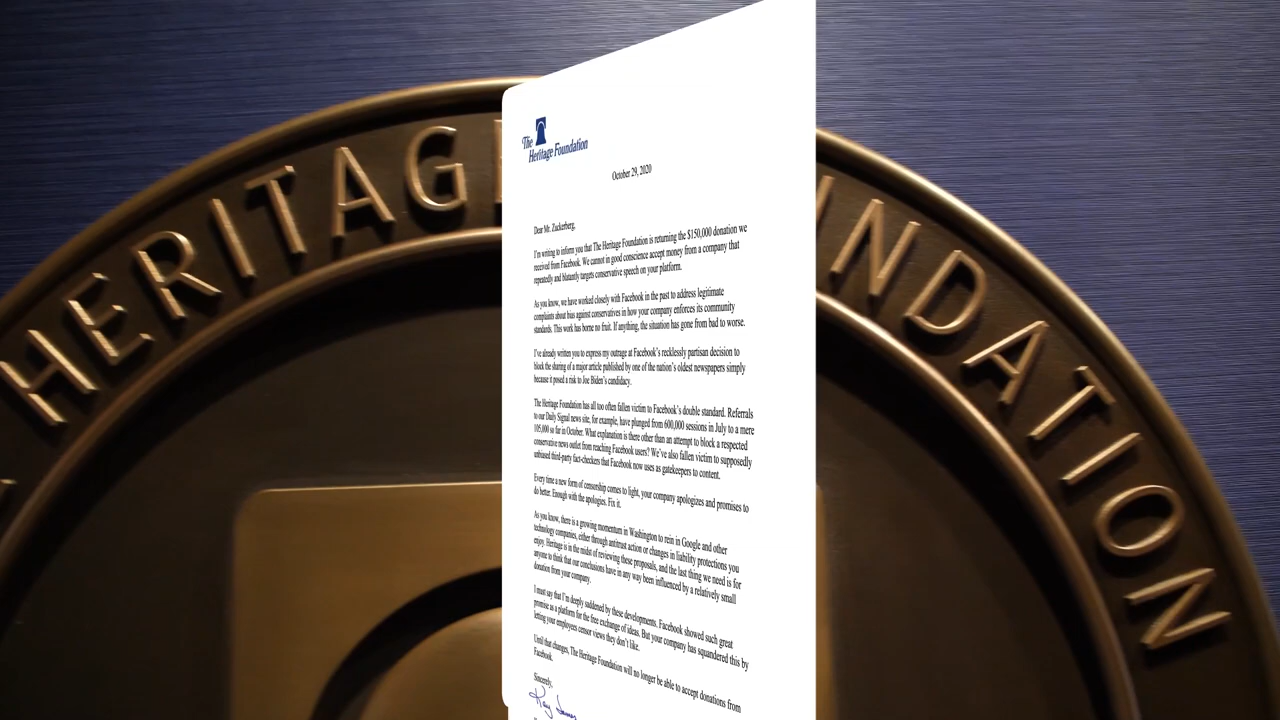 HERITAGE
UNDATION
The
Heritage Foundation
October 29, 2020
Dear Mr. Zuckerberg,
I'm writing to inform you that The Heritage Foundation is returning the $150,000 donation we
received from Facebook. We cannot in good conscience accept money from a company that
repeatedly and blatantly targets conservative speech on your platform.
As you know, we have worked closely with Facebook in the past to address legitimate
complaints about bias against conservatives in how your company enforces its community
standards. This work has borne no fruit. If anything, the situation has gone from bad to worse.
I've already written you to express my outrage at Facebook's recklessly partisan decision to
block the sharing of a major article published by one of the nation's oldest newspapers simply
because it posed a risk to Joe Biden's candidacy.
The Heritage Foundation has all too often fallen victim to Facebook's double standard. Referrals
to our Daily Signal news site, for example, have plunged from 600,000 sessions in July to a mere
105,000 so far in October. What explanation is there other than an attempt to block a respected
conservative news outlet from reaching Facebook users? We've also fallen victim to supposedly
unbiased third-party fact-checkers that Facebook now uses as gatekeepers to content.
Every time a new form of censorship comes to light, your company apologizes and promises to
do better. Enough with the apologies. Fix it.
As you know, there is a growing momentum in Washington to rein in Google and other
technology companies, either through antitrust action or changes in liability protections you
enjoy. Heritage is in the midst of reviewing these proposals, and the last thing we need is for
anyone to think that our conclusions have in any way been influenced by a relatively small
donation from your company.
I must say that I'm deeply saddened by these developments. Facebook showed such great
promise as a platform for the free exchange of ideas. But your company has squandered this by
letting your employees censor views they don't like.
Until that changes, The Heritage Foundation will no longer be able to accept donations from
Facebook.
Sincerely,
Kay James